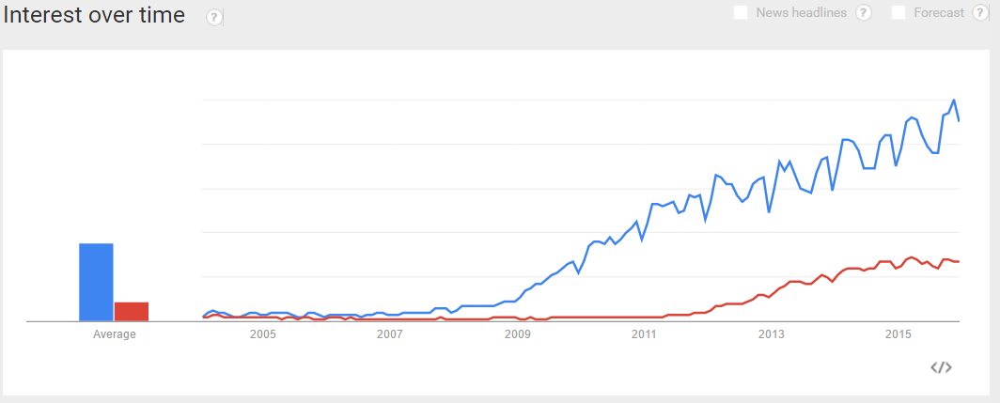 Interest over time ?
News headlines ? Forecast ?
Average 2005 2007 2009 2011 2013 2015
</>